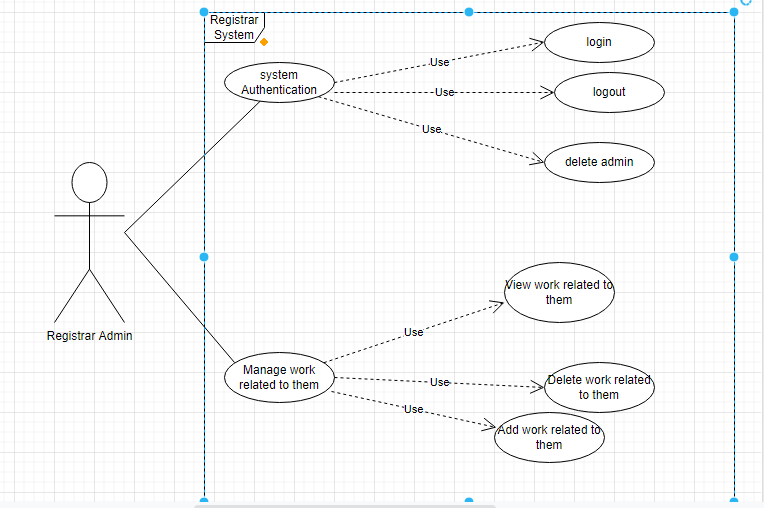 Registrar
System
system
Authentication
Use
login
Use
logout
Use
delete admin
Registrar Admin
View work related to
them
Use
Manage work
related to them
Use
Delete work related
to them
Use
Add work related to
them